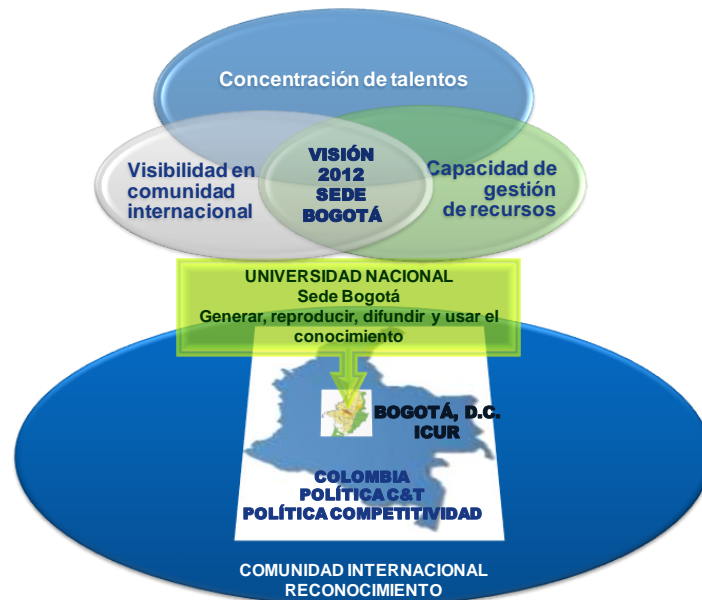 Concentración de talentos
Visibilidad en
comunidad
internacional
VISIÓN
2012
SEDE
BOGOTÁ
Capacidad de
gestión
de recursos
UNIVERSIDAD NACIONAL
Sede Bogotá
Generar, reproducir, difundir y usar el
conocimiento
BOGOTÁ, D.C.
ICUR
COLOMBIA
POLÍTICA C&T
POLÍTICA COMPETITIVIDAD
COMUNIDAD INTERNACIONAL
RECONOCIMIENTO